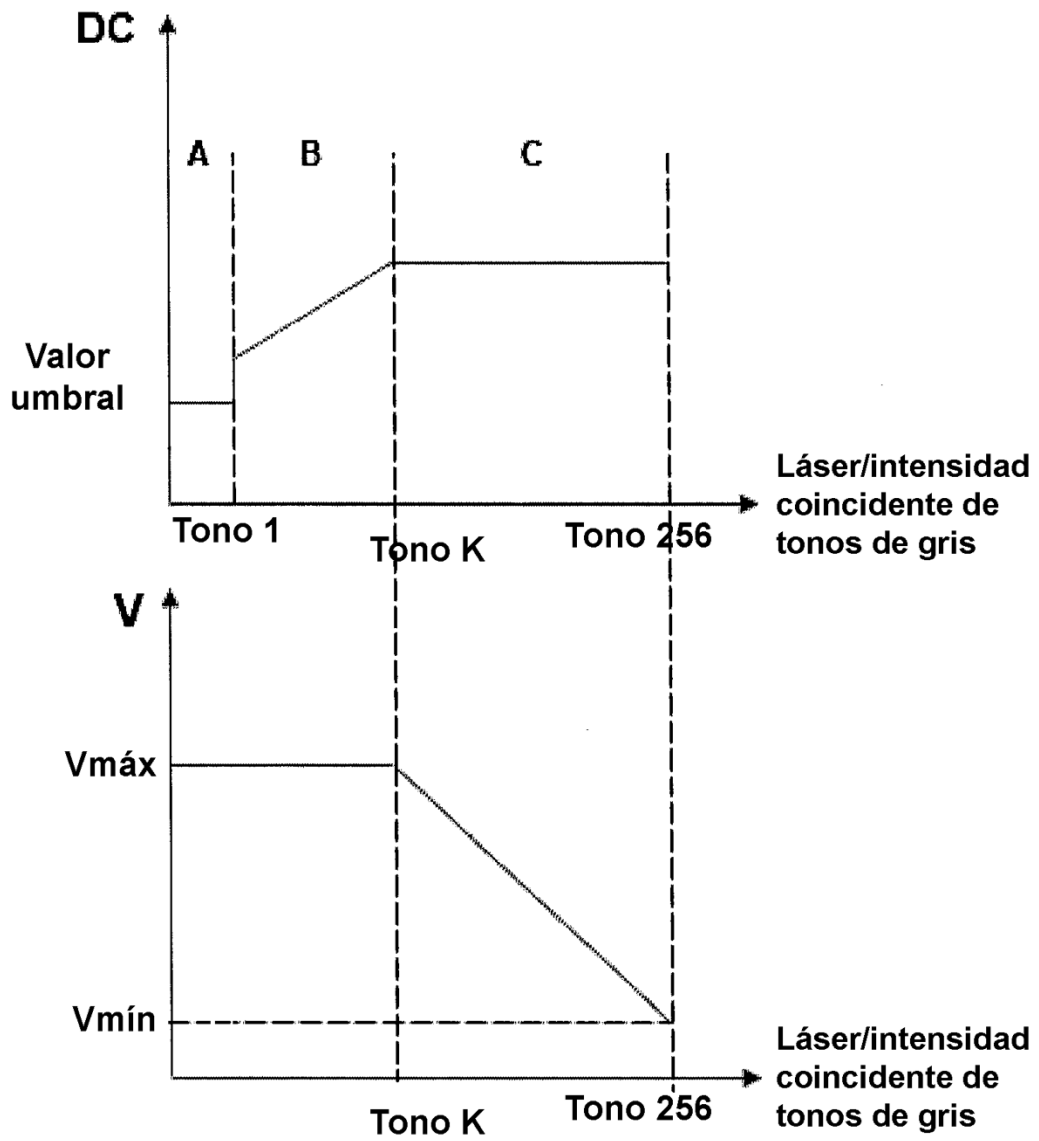 DC
A B C
Valor
umbral
Láser/intensidad
coincidente de
tonos de gris
Tono 1
Tono K
Tono 256
V
Vmáx
Vmín
Láser/intensidad
coincidente de
tonos de gris
Tono K
Tono 256